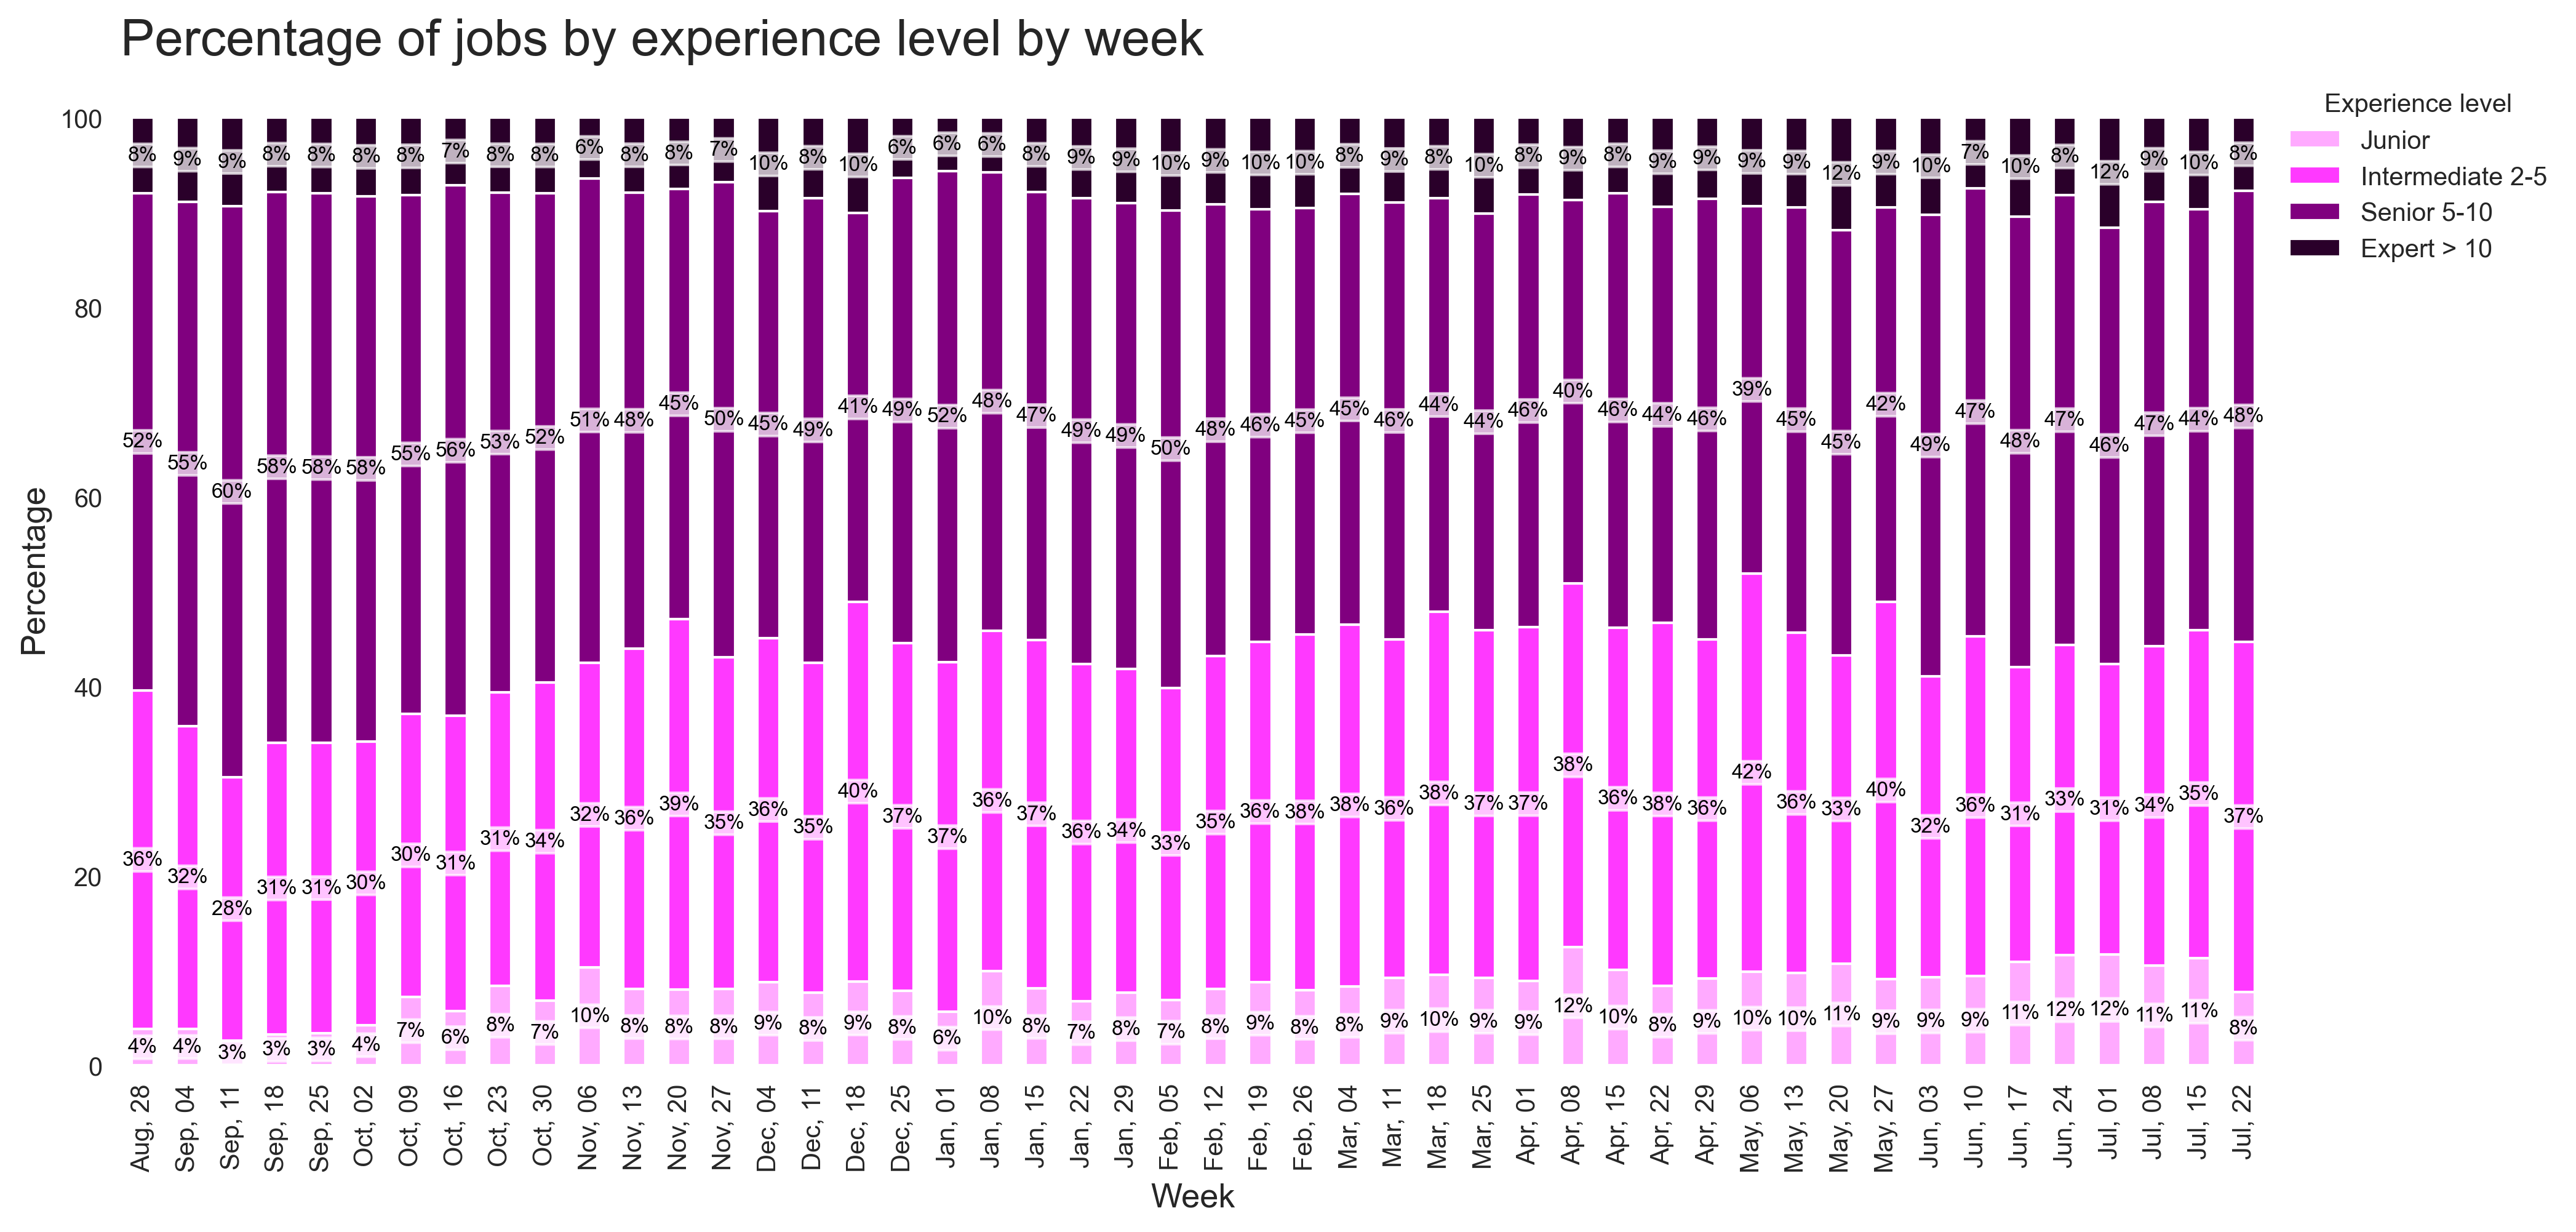 Percentage of jobs by experience level by week
Experience level
Junior
Intermediate 2-5
Senior 5-10
Expert > 10
Percentage
100
80
60
40
20
0
8% 9% 9% 8% 8% 8% 8% 7% 8% 8% 6% 8% 8% 7% 10% 8% 10% 6% 6% 6% 8% 9% 9% 10% 9% 10% 10% 8% 9% 8% 10% 8% 9% 8% 9% 9% 9% 9% 12% 9% 10% 7% 10% 8% 12% 9% 10% 8%
52% 55% 60% 58% 58% 58% 55% 56% 53% 52% 51% 48% 45% 50% 45% 49% 41% 49% 52% 48% 47% 49% 49% 50% 48% 46% 45% 45% 46% 44% 44% 46% 40% 46% 44% 46% 39% 45% 45% 42% 49% 47% 48% 47% 46% 47% 44% 48%
36% 32% 28% 31% 31% 30% 30% 31% 31% 34% 32% 36% 39% 35% 36% 35% 40% 37% 37% 36% 37% 36% 34% 33% 35% 36% 38% 38% 36% 38% 37% 37% 38% 36% 38% 36% 42% 36% 33% 40% 32% 36% 31% 33% 31% 34% 35% 37%
4% 4% 3% 3% 3% 4% 7% 6% 8% 7% 10% 8% 8% 8% 9% 8% 9% 8% 6% 10% 8% 7% 8% 7% 8% 9% 8% 8% 9% 10% 9% 9% 12% 10% 8% 9% 10% 10% 11% 9% 9% 9% 11% 12% 12% 11% 11% 8%
Aug, 28
Sep, 04
Sep, 11
Sep, 18
Sep, 25
Oct, 02
Oct, 09
Oct, 16
Oct, 23
Oct, 30
Nov, 06
Nov, 13
Nov, 20
Nov, 27
Dec, 04
Dec, 11
Dec, 18
Dec, 25
Jan, 01
Jan, 08
Jan, 15
Jan, 22
Jan, 29
Feb, 05
Feb, 12
Feb, 19
Feb, 26
Mar, 04
Mar, 11
Mar, 18
Mar, 25
Apr, 01
Apr, 08
Apr, 15
Apr, 22
Apr, 29
May, 06
May, 13
May, 20
May, 27
Jun, 03
Jun, 10
Jun, 17
Jun, 24
Jul, 01
Jul, 08
Jul, 15
Jul, 22
Week